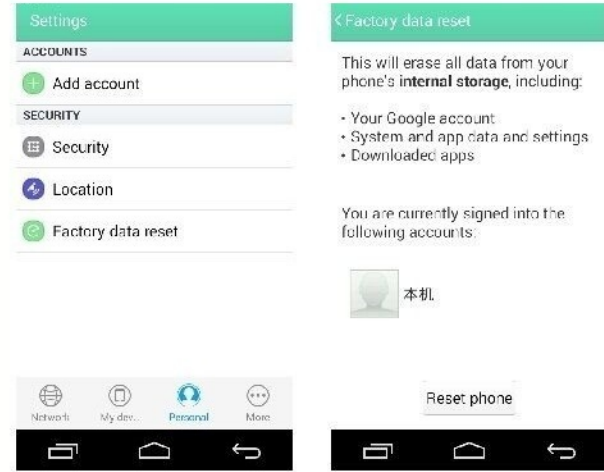 Settings
ACCOUNTS
Add account
SECURITY
Security
Location
Factory data reset
Network
My dev..
Personal
More
< Factory data reset
This will erase all data from your
phone's internal storage, including:
• Your Google account
• System and app data and settings
• Downloaded apps
You are currently signed into the
following accounts:
本机
Reset phone